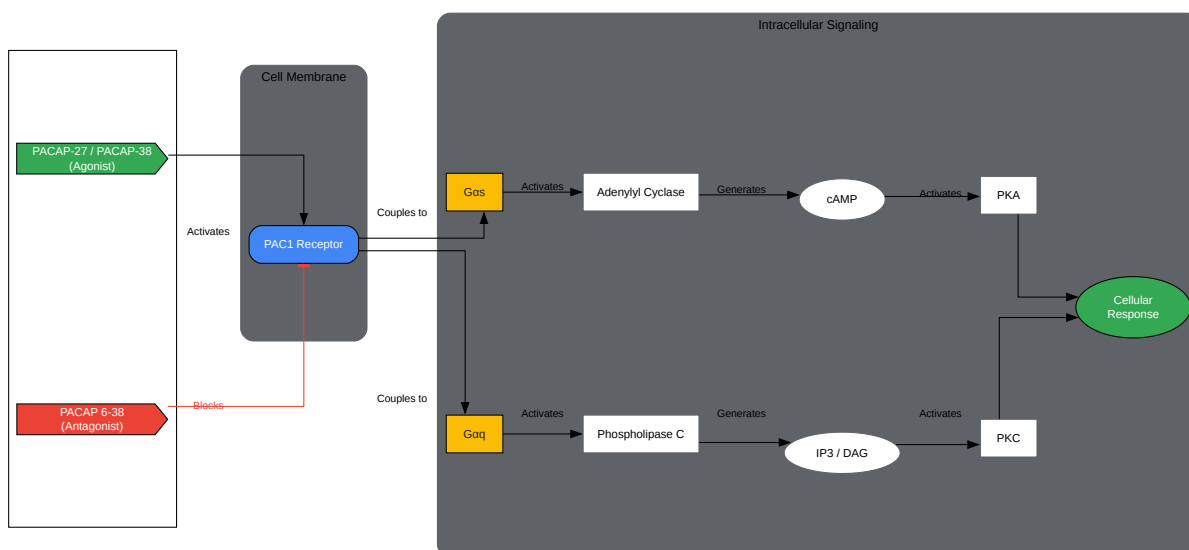 Intracellular Signaling
Cell Membrane
PACAP-27 / PACAP-38
(Agonist)
Activates
PAC1 Receptor
Couples to
Gαs
Activates
Adenylyl Cyclase
Generates
cAMP
Activates
PKA
Cellular
Response
PACAP 6-38
(Antagonist)
Blocks
Couples to
Gαq
Activates
Phospholipase C
Generates
IP3 / DAG
Activates
PKC